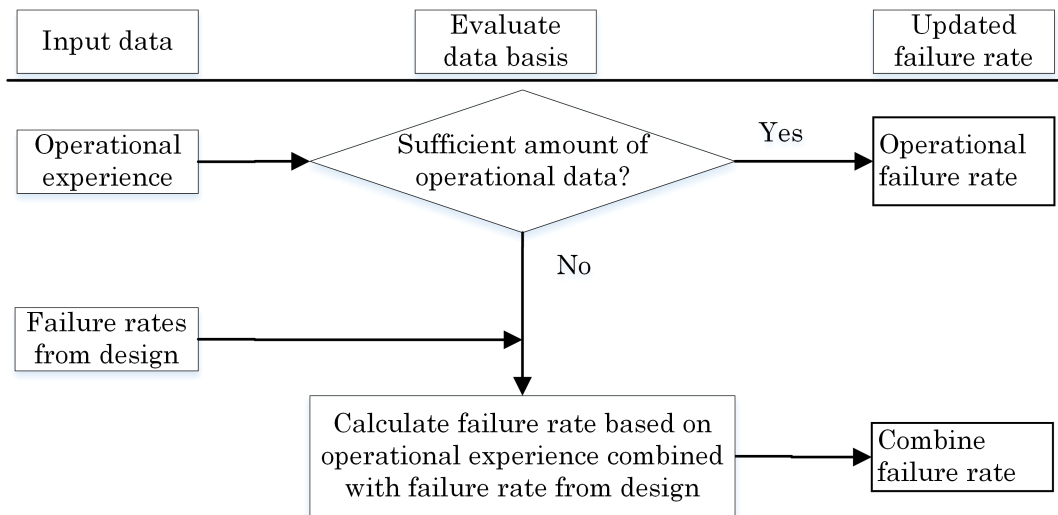 Input data
Evaluate
data basis
Updated
failure rate
Operational
experience
Sufficient amount of
operational data?
Yes
Operational
failure rate
No
Failure rates
from design
Calculate failure rate based on
operational experience combined
with failure rate from design
Combine
failure rate